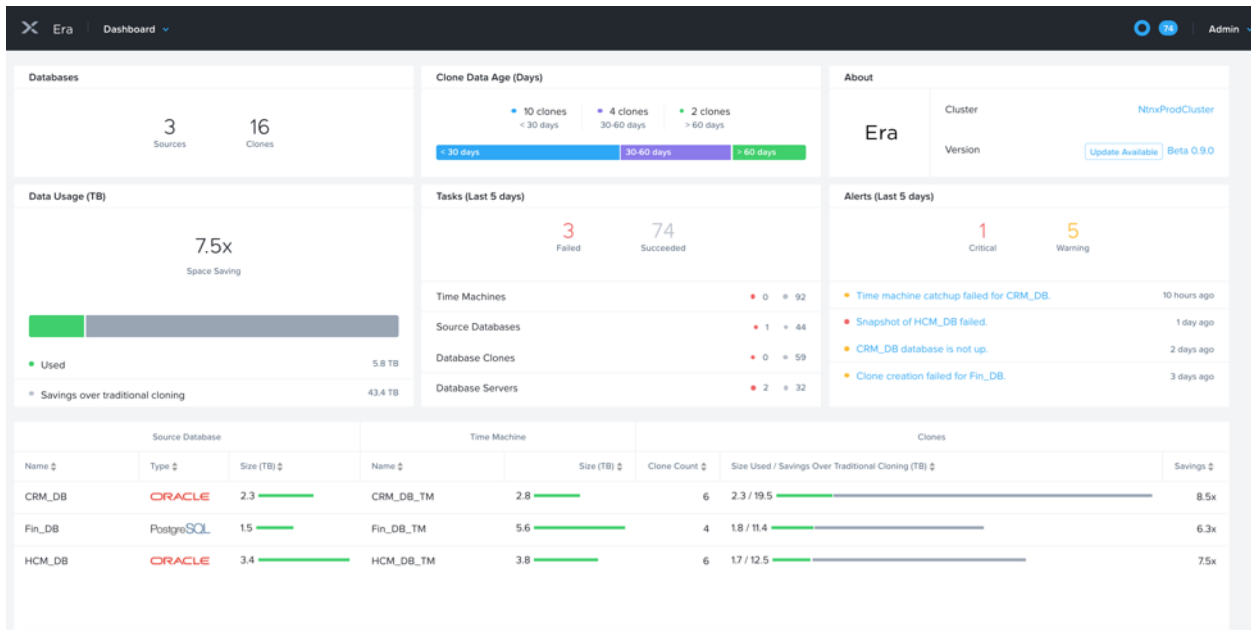 Era Dashboard 74 Admin
Databases
3 16
Sources Clones
Clone Data Age (Days)
10 clones 4 clones 2 clones
< 30 days 30-60 days > 60 days
< 30 days 30-60 days > 60 days
About
Era
Cluster NtnxProdCluster
Version Update Available Beta 0.9.0
Data Usage (TB)
7.5x
Space Saving
Used 5.8 TB
Savings over traditional cloning 43.4 TB
Tasks (Last 5 days)
3 74
Failed Succeeded
Time Machines 0 92
Source Databases 1 44
Database Clones 0 59
Database Servers 2 32
Alerts (Last 5 days)
1 5
Critical Warning
Time machine catchup failed for CRM_DB. 10 hours ago
Snapshot of HCM_DB failed. 1 day ago
CRM_DB database is not up. 2 days ago
Clone creation failed for Fin_DB. 3 days ago
Source Database Time Machine Clones
Name Type Size (TB) Name Size (TB) Clone Count Size Used / Savings Over Traditional Cloning (TB) Savings
CRM_DB ORACLE 2.3 CRM_DB_TM 2.8 6 2.3 / 19.5 8.5x
Fin_DB PostgreSQL 1.5 Fin_DB_TM 5.6 4 1.8 / 11.4 6.3x
HCM_DB ORACLE 3.4 HCM_DB_TM 3.8 6 1.7 / 12.5 7.5x